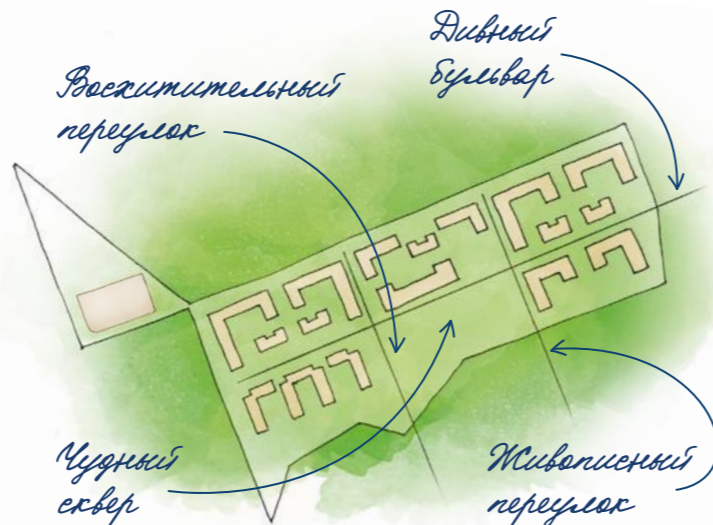 Дивный
бульвар
Восхитительный
переулок
Чудный
сквер
Живописный
переулок